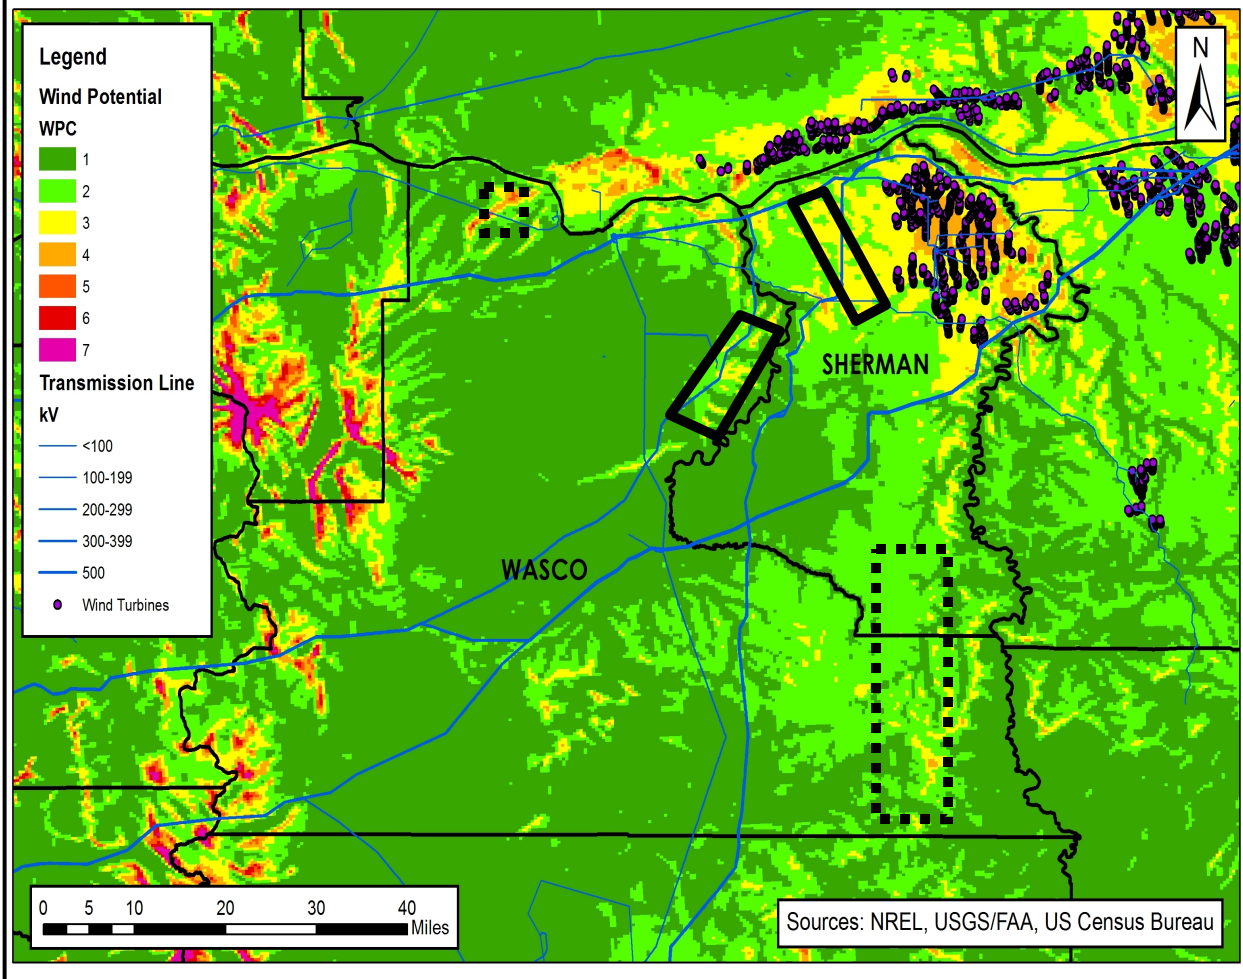 Legend
Wind Potential
WPC
1
2
3
4
5
6
7
Transmission Line
kV
<100
100-199
200-299
300-399
500
Wind Turbines
N
SHERMAN
WASCO
0 5 10 20 30 40
Miles
Sources: NREL, USGS/FAA, US Census Bureau